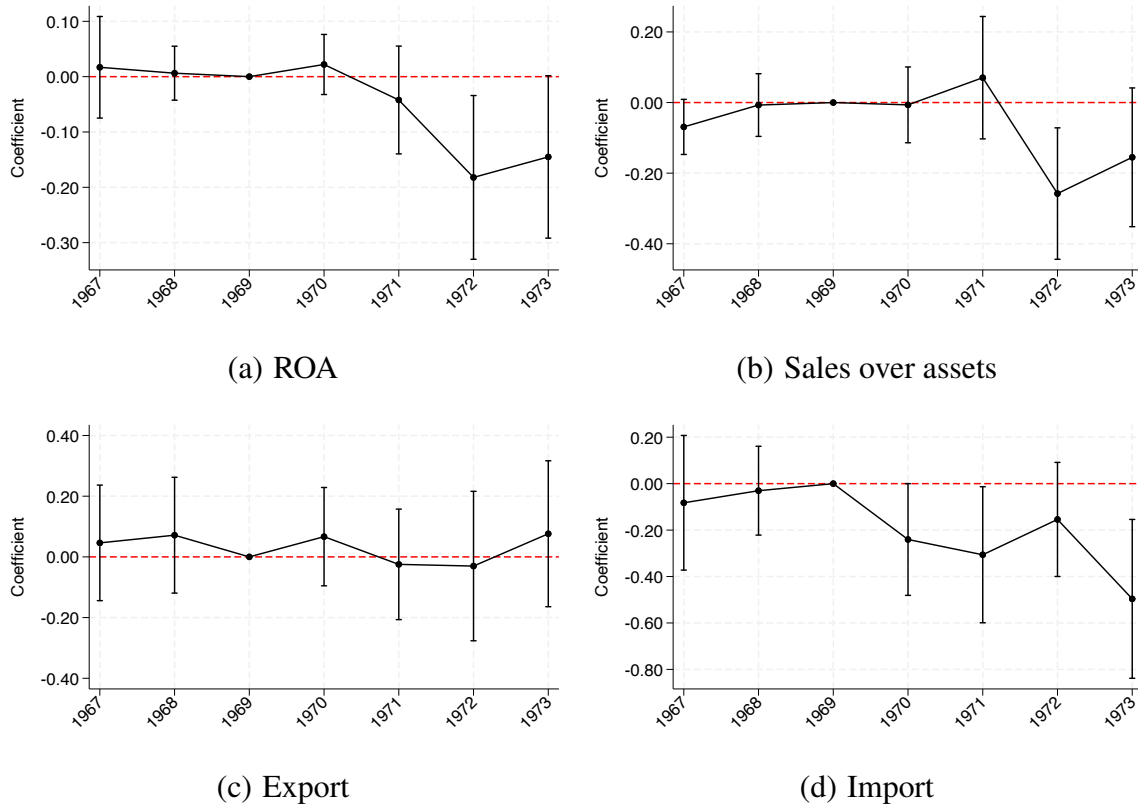 Coefficient
0.10
0.00
-0.10
-0.20
-0.30
1967 1968 1969 1970 1971 1972 1973
(a) ROA
Coefficient
0.20
0.00
-0.20
-0.40
1967 1968 1969 1970 1971 1972 1973
(b) Sales over assets
Coefficient
0.40
0.20
0.00
-0.20
-0.40
1967 1968 1969 1970 1971 1972 1973
(c) Export
Coefficient
0.20
0.00
-0.20
-0.40
-0.60
-0.80
1967 1968 1969 1970 1971 1972 1973
(d) Import